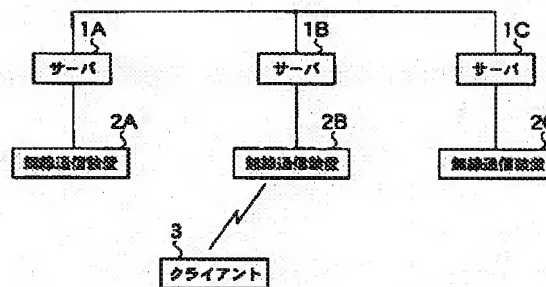 1A 1B 1C
サーバ サーバ サーバ
2A 2B
無線通信装置 無線通信装置 無線通信装置
3
クライアント